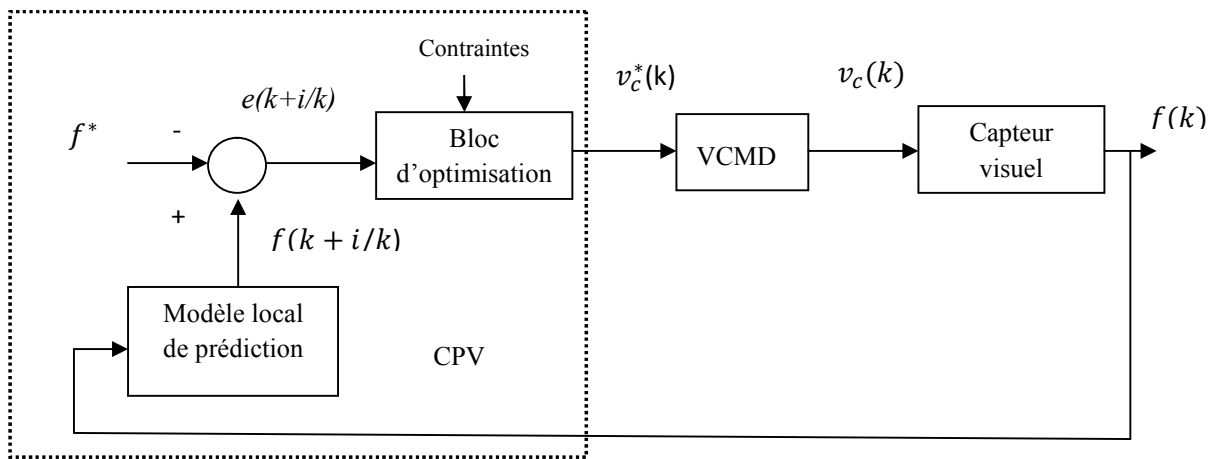 Contraintes
v_c^*(k)
v_c(k)
f(k)
e(k+i/k)
f*
-
Bloc
d'optimisation
VCMD
Capteur
visuel
+
f(k + i/k)
Modèle local
de prédiction
CPV